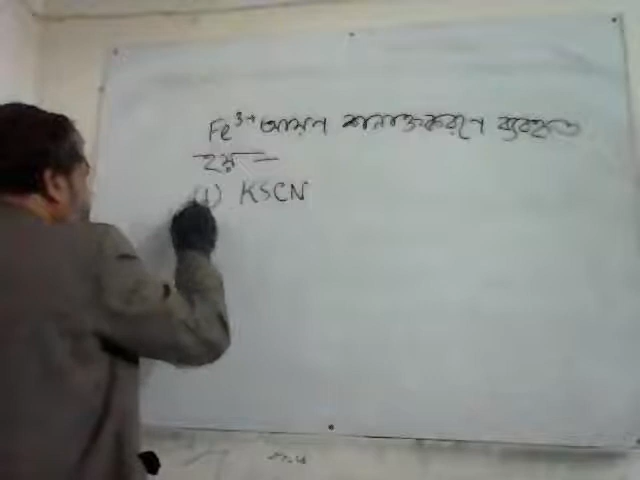 Fe³⁺ আয়ন শনাক্তকরণে ব্যবহৃত
হয় —
(i) KSCN